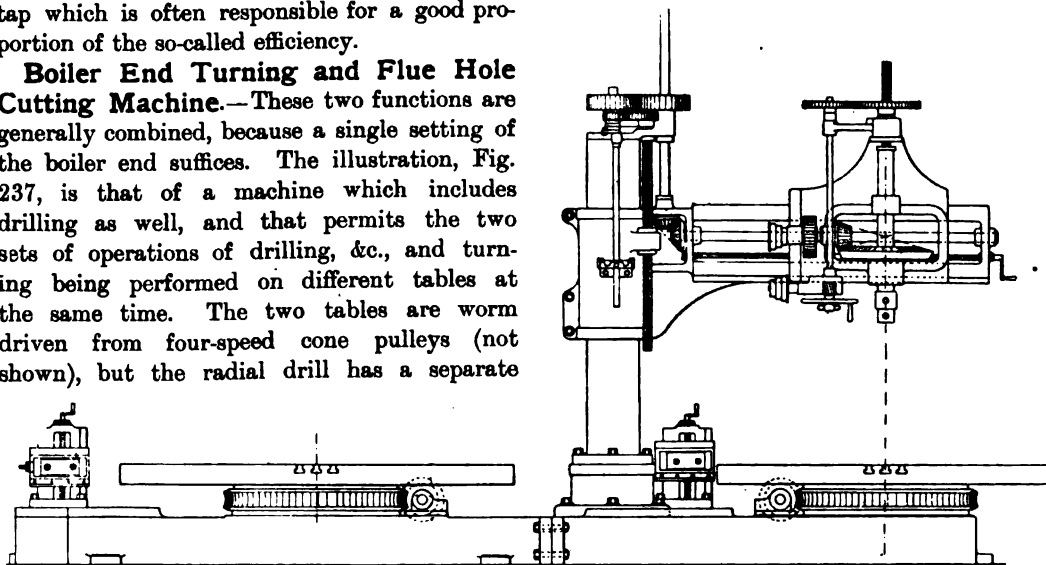 tap which is often responsible for a good pro-
portion of the so-called efficiency.
Boiler End Turning and Flue Hole
Cutting Machine.—These two functions are
generally combined, because a single setting of
the boiler end suffices. The illustration, Fig.
237, is that of a machine which includes
drilling as well, and that permits the two
sets of operations of drilling, &c., and turn-
ing being performed on different tables at
the same time. The two tables are worm
driven from four-speed cone pulleys (not
shown), but the radial drill has a separate